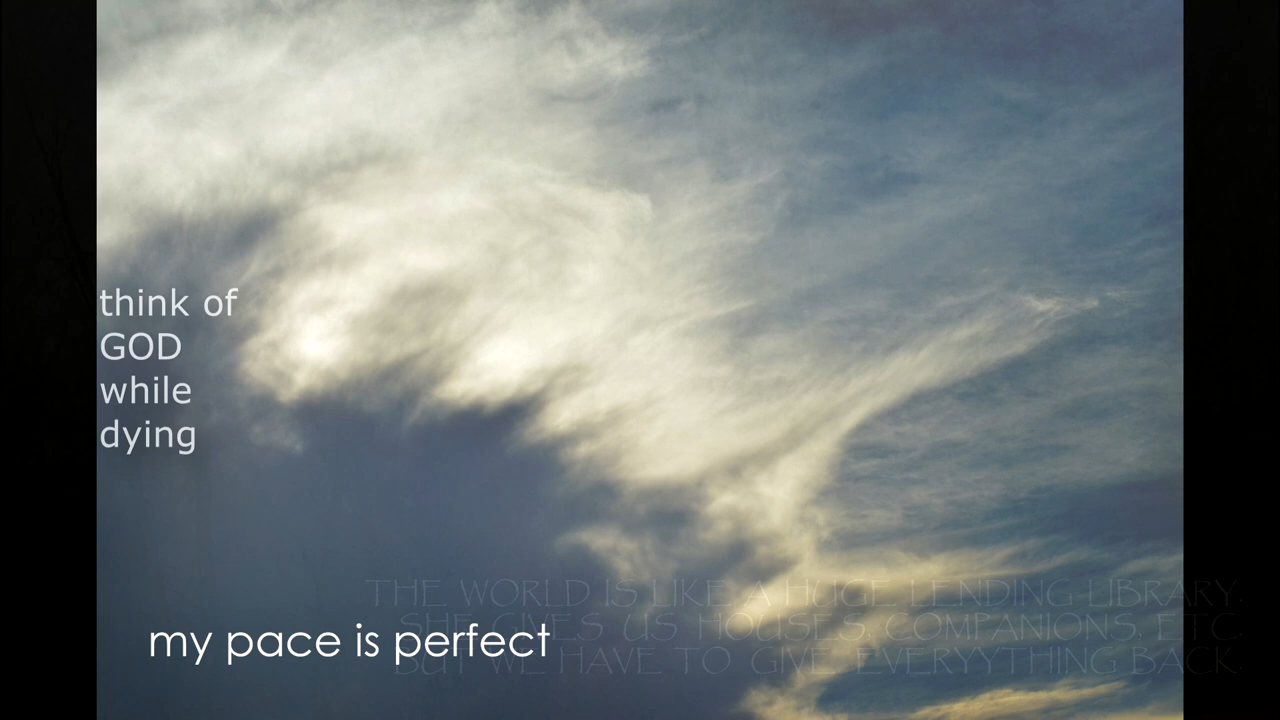 think of
GOD
while
dying
THE WORLD IS LIKE A HUGE LENDING LIBRARY.
SHE GIVES US HOUSES, COMPANIONS, ETC.
my pace is perfect
BUT WE HAVE TO GIVE EVERYYTHING BACK.